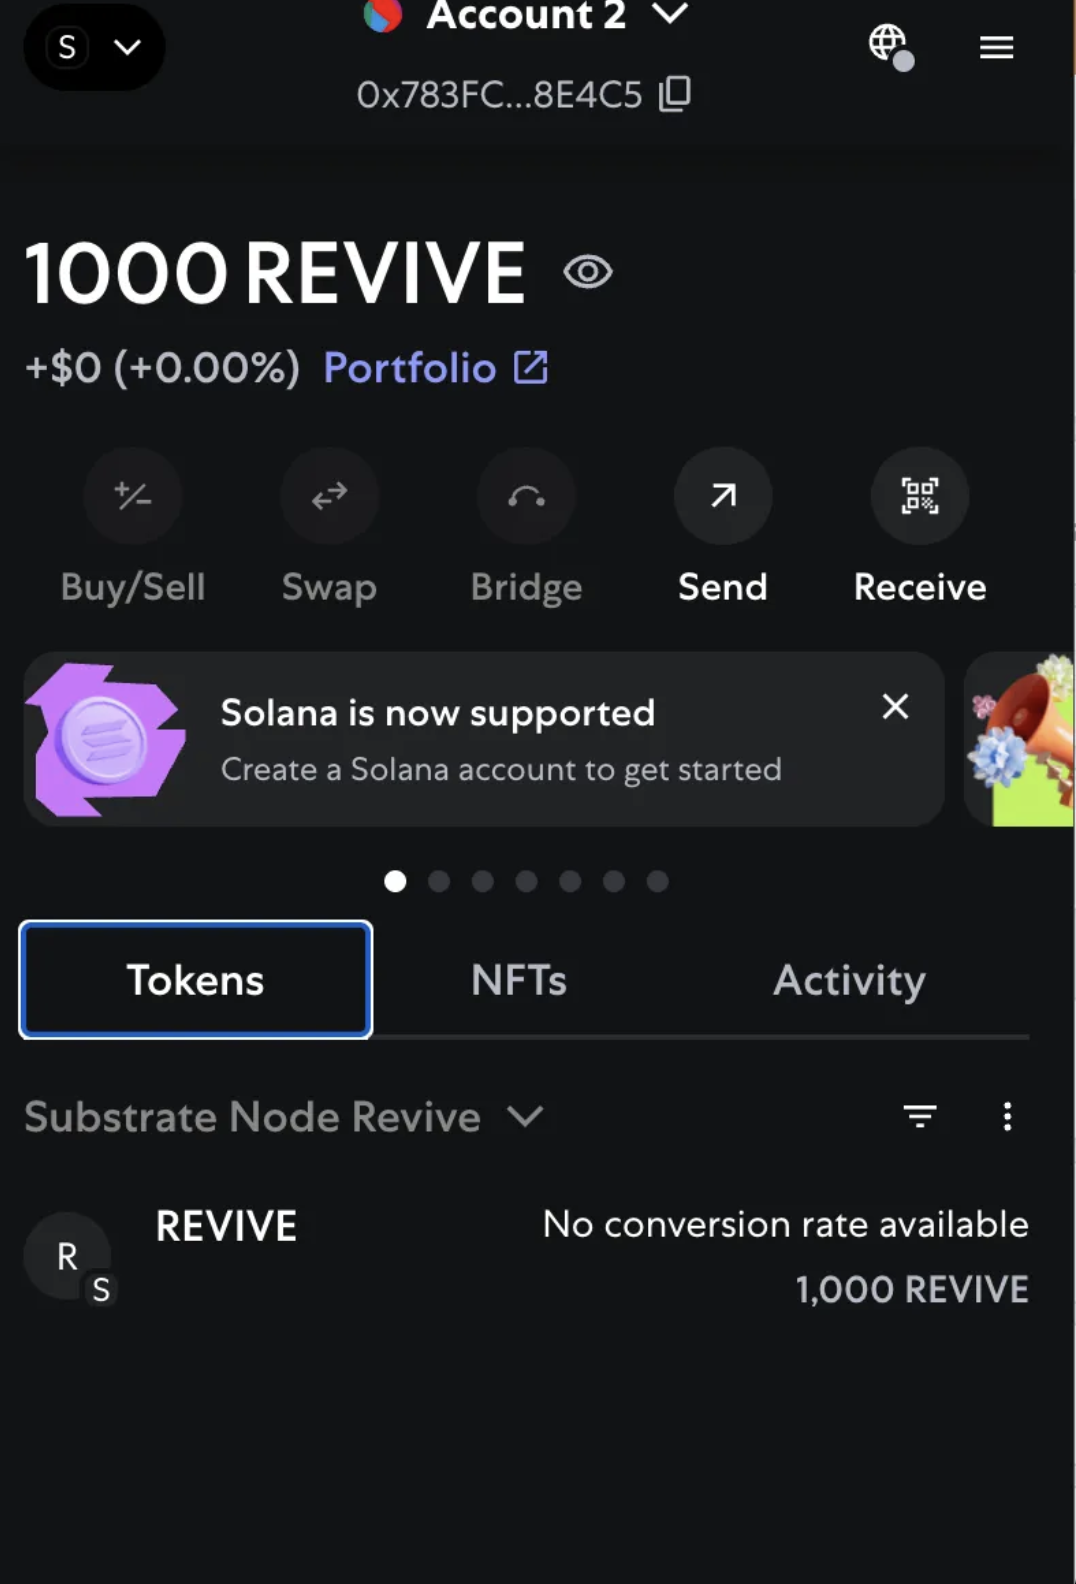 S
Account 2
0x783FC...8E4C5
1000 REVIVE
+$0 (+0.00%) Portfolio
Buy/Sell
Swap
Bridge
Send
Receive
Solana is now supported
Create a Solana account to get started
Tokens
NFTs
Activity
Substrate Node Revive
R
S
REVIVE
No conversion rate available
1,000 REVIVE